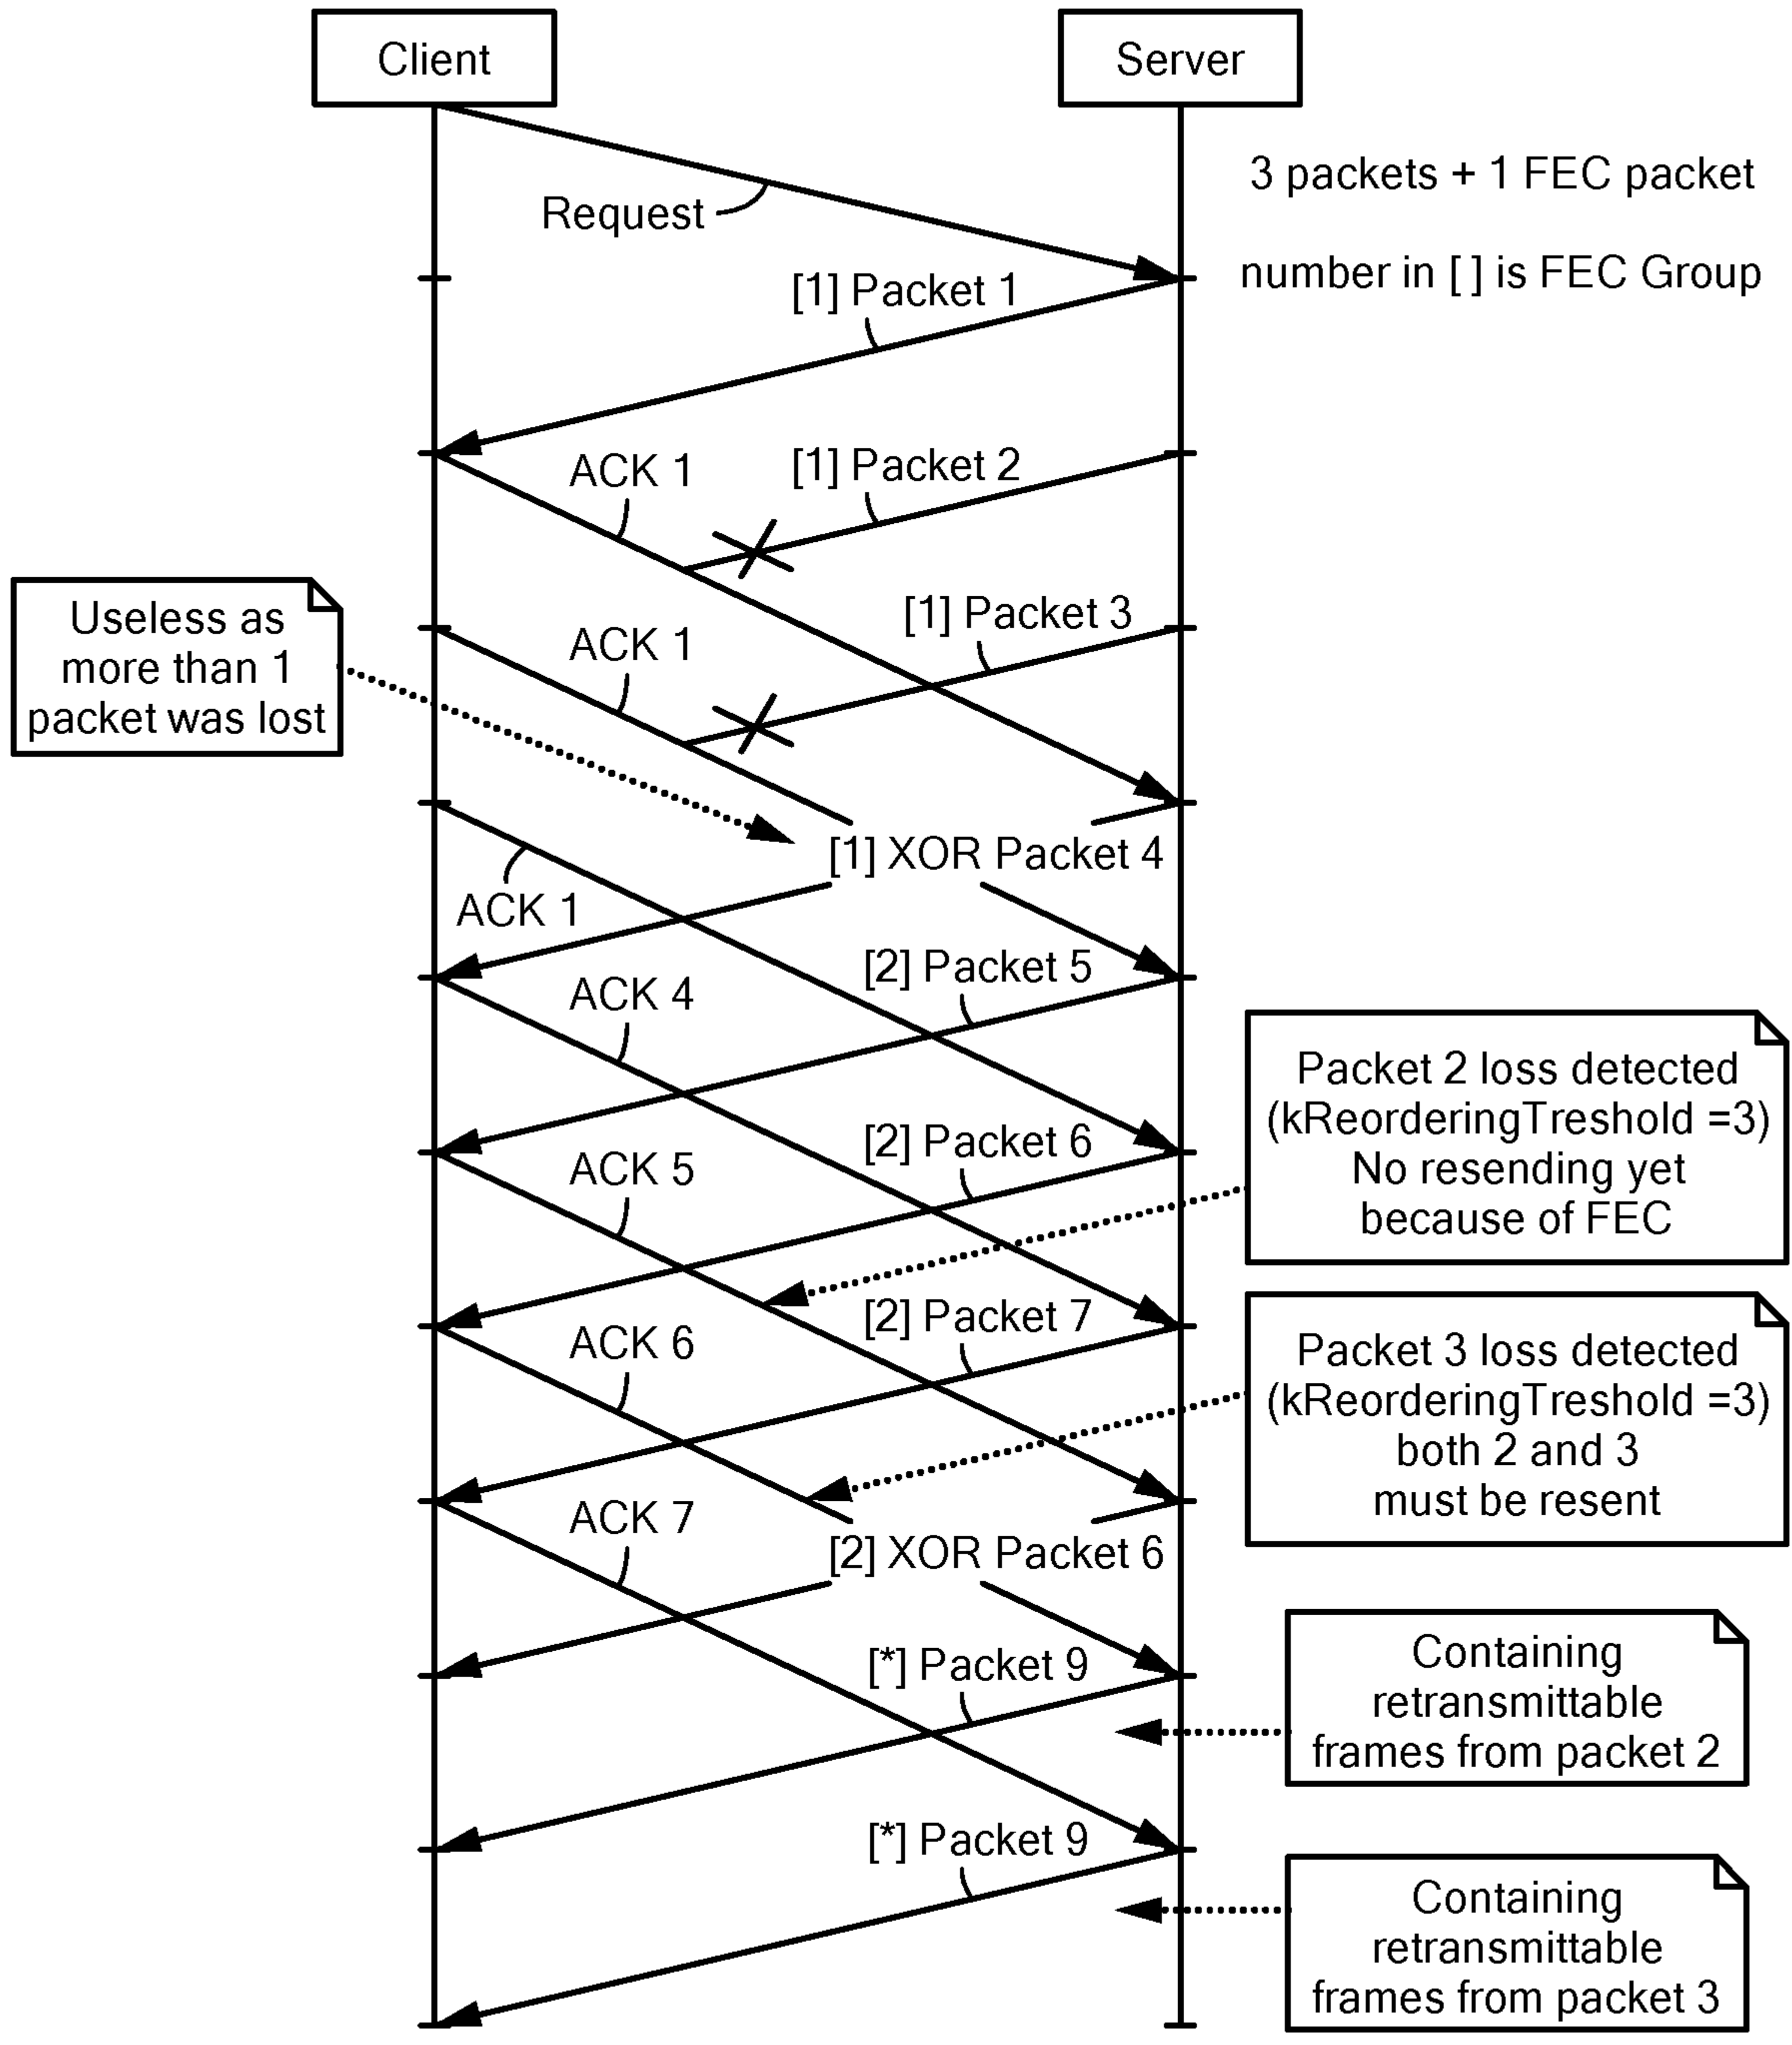 Client
Server
3 packets + 1 FEC packet
Request
number in [ ] is FEC Group
[1] Packet 1
ACK 1
[1] Packet 2
Useless as
more than 1
packet was lost
ACK 1
[1] Packet 3
[1] XOR Packet 4
ACK 1
[2] Packet 5
ACK 4
Packet 2 loss detected
(kReorderingTreshold =3)
No resending yet
because of FEC
[2] Packet 6
ACK 5
[2] Packet 7
ACK 6
Packet 3 loss detected
(kReorderingTreshold =3)
both 2 and 3
must be resent
ACK 7
[2] XOR Packet 6
[*] Packet 9
Containing
retransmittable
frames from packet 2
[*] Packet 9
Containing
retransmittable
frames from packet 3